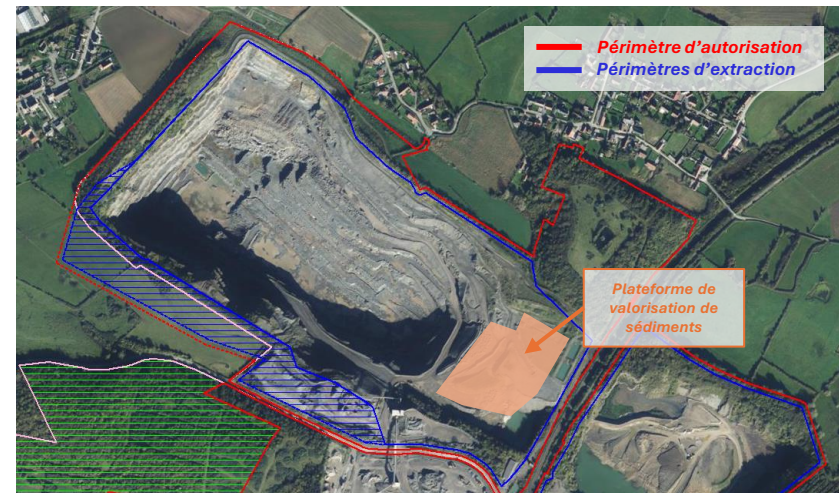 Périmètre d'autorisation
Périmètres d'extraction
Plateforme de
valorisation de
sédiments